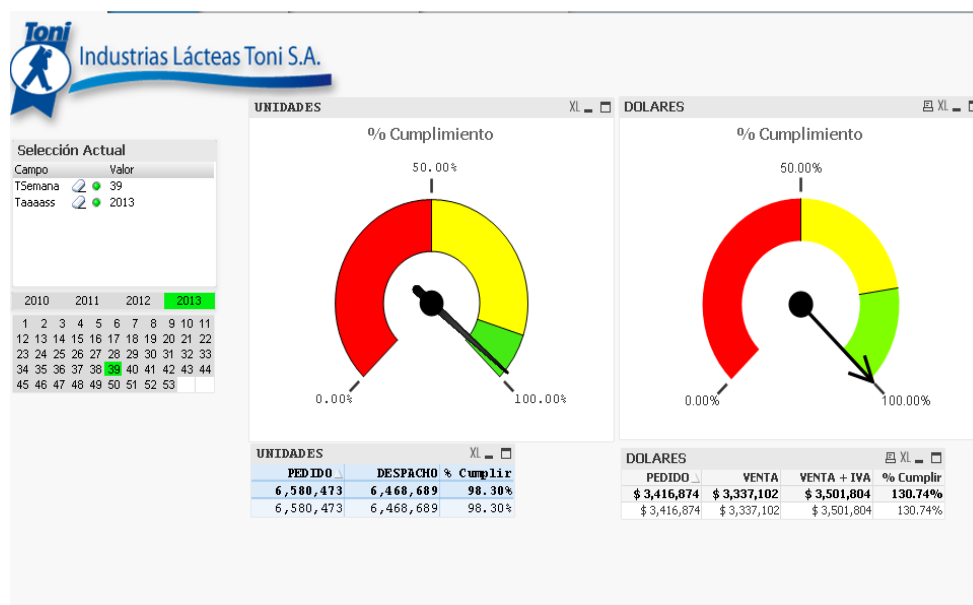 Toni
Industrias Lácteas Toni S.A.
UNIDADES XL
DOLARES XL
% Cumplimiento
% Cumplimiento
Selección Actual
Campo Valor
TSemana 39
Taaaass 2013
50.00%
0.00%
100.00%
50.00%
0.00%
100.00%
2010 2011 2012 2013
1 2 3 4 5 6 7 8 9 10 11
12 13 14 15 16 17 18 19 20 21 22
23 24 25 26 27 28 29 30 31 32 33
34 35 36 37 38 39 40 41 42 43 44
45 46 47 48 49 50 51 52 53
UNIDADES XL
PEDIDO DESPACHO % Cumplir
6,580,473 6,468,689 98.30%
6,580,473 6,468,689 98.30%
DOLARES XL
PEDIDO VENTA VENTA + IVA % Cumplir
$ 3,416,874 $ 3,337,102 $ 3,501,804 130.74%
$ 3,416,874 $ 3,337,102 $ 3,501,804 130.74%